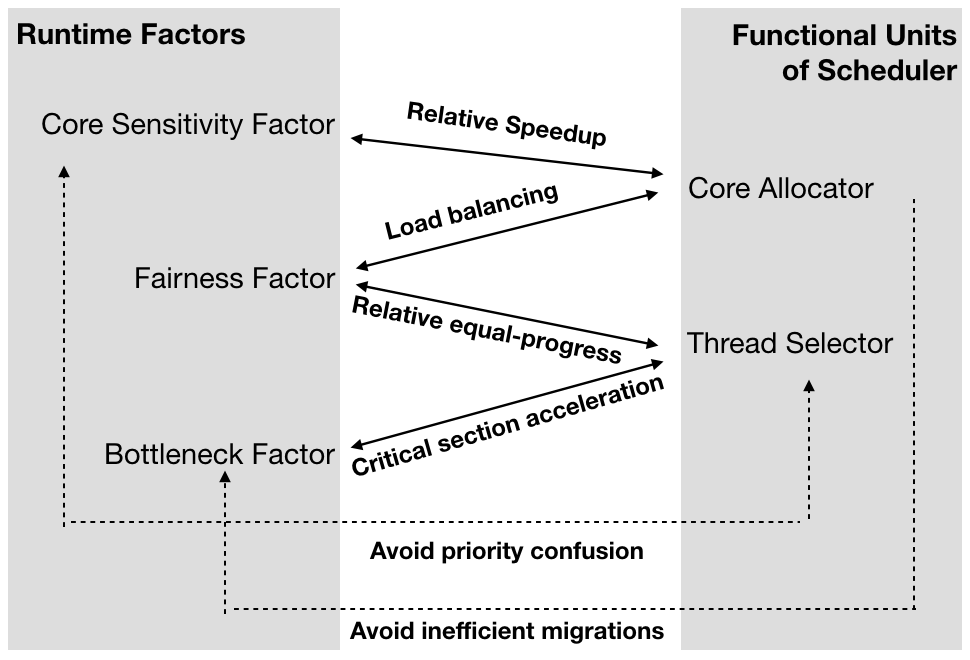 Runtime Factors
Functional Units
of Scheduler
Core Sensitivity Factor
Relative Speedup
Core Allocator
Load balancing
Fairness Factor
Relative equal-progress
Thread Selector
Critical section acceleration
Bottleneck Factor
Avoid priority confusion
Avoid inefficient migrations